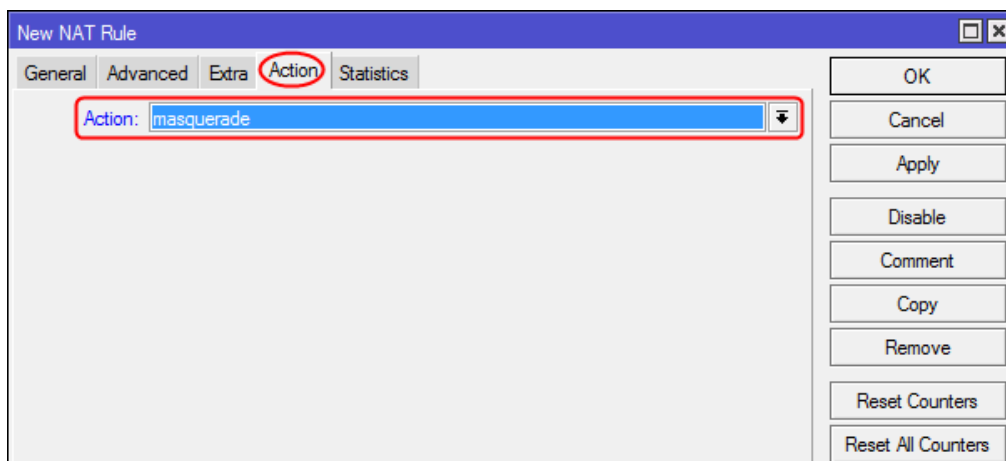 New NAT Rule
General Advanced Extra Action Statistics
Action: masquerade
OK
Cancel
Apply
Disable
Comment
Copy
Remove
Reset Counters
Reset All Counters